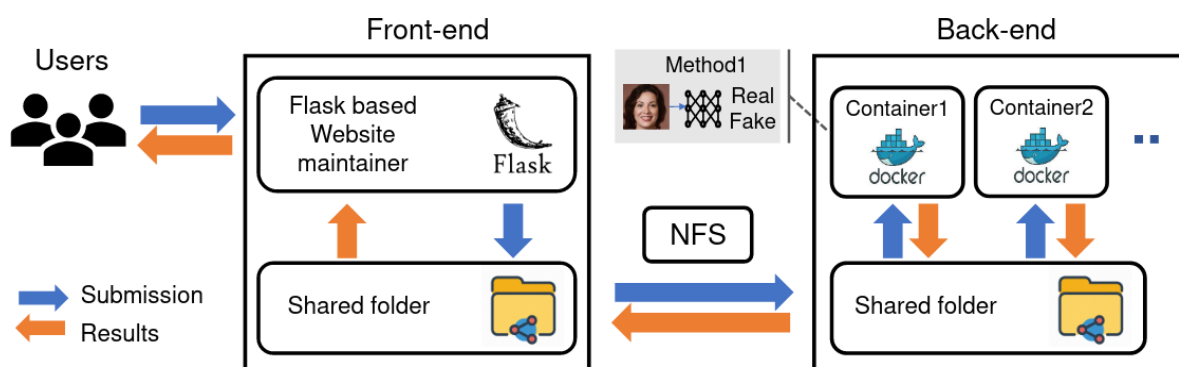 Users
Front-end
Back-end
Flask based
Website
maintainer
Flask
Method1
Real
Fake
Container1
docker
Container2
docker
NFS
Shared folder
Shared folder
Submission
Results